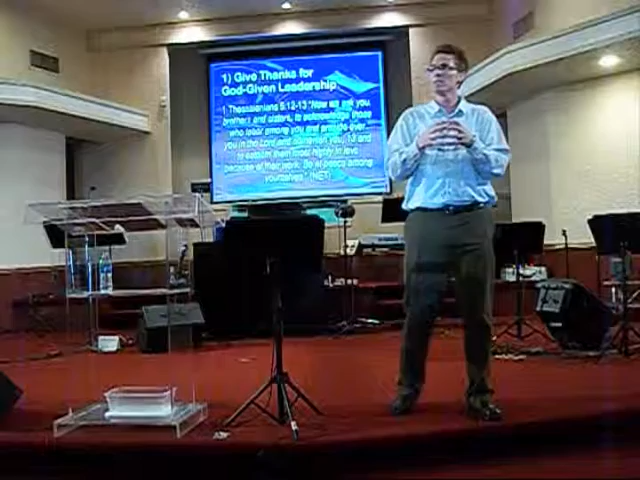 1) Give Thanks for
God-Given Leadership
1 Thessalonians 5:12-13 "Now we ask you,
brothers and sisters, to acknowledge those
who labor among you and preside over
you in the Lord and admonish you, 13 and
to esteem them most highly in love
because of their work. Be at peace among
yourselves" (NET)